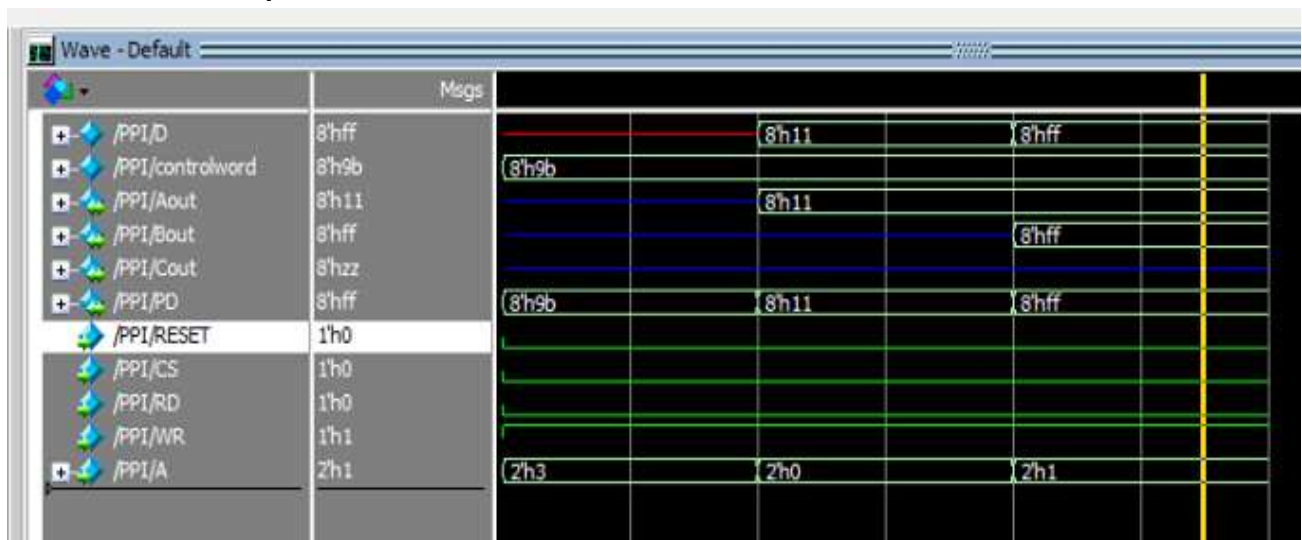 Wave - Default
Msgs
/PPI/D 8'hff 8'h11 8'hff
/PPI/controlword 8'h9b 8'h9b
/PPI/Aout 8'h11 8'h11
/PPI/Bout 8'hff 8'hff
/PPI/Cout 8'hzz
/PPI/PD 8'hff 8'h9b 8'h11 8'hff
/PPI/RESET 1'h0
/PPI/CS 1'h0
/PPI/RD 1'h0
/PPI/WR 1'h1
/PPI/A 2'h1 2'h3 2'h0 2'h1